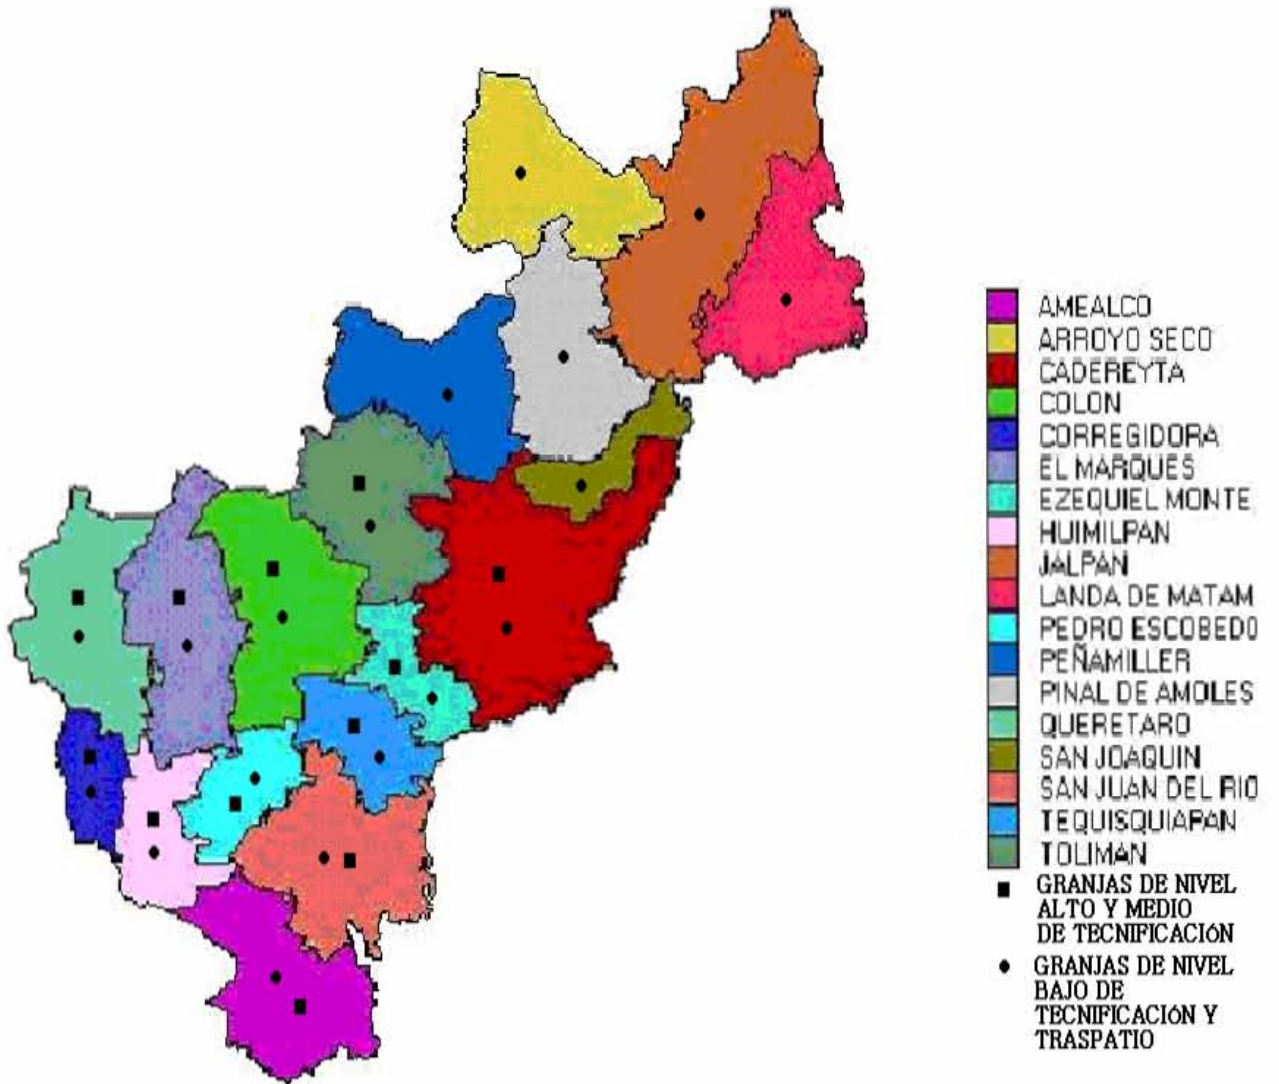 AMEALCO
ARROYO SECO
CADEREYTA
COLON
CORREGIDORA
EL MARQUES
EZEQUIEL MONTE
HUIMILPAN
JALPAN
LANDA DE MATAM
PEDRO ESCOBEDO
PEÑAMILLER
PINAL DE AMOLES
QUERETARO
SAN JOAQUIN
SAN JUAN DEL RIO
TEQUISQUIAPAN
TOLIMAN
GRANJAS DE NIVEL
ALTO Y MEDIO
DE TECNIFICACIÓN
GRANJAS DE NIVEL
BAJO DE
TECNIFICACIÓN Y
TRASPATIO